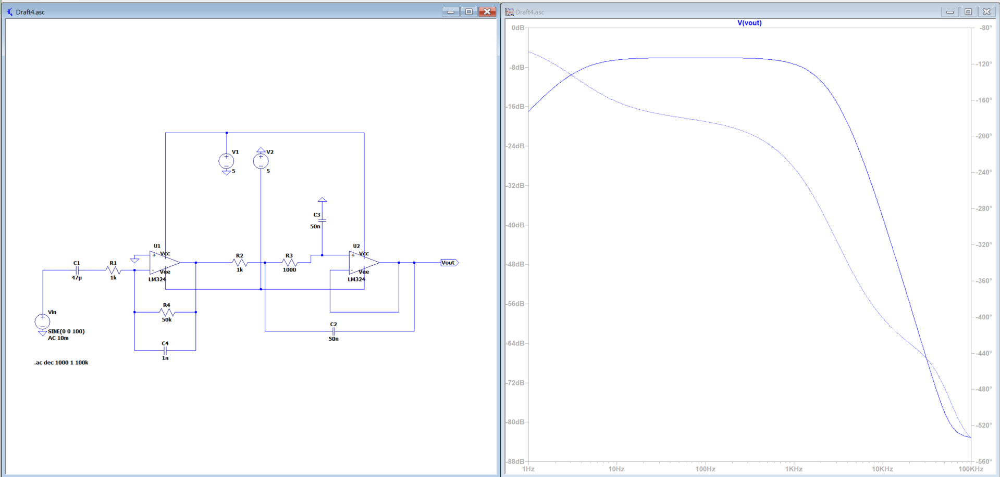 Draft4.asc
V1
5
V2
5
C3
50n
U1
+ Vcc
-
Vee
LM324
U2
+ Vcc
-
Vee
LM324
C1
47µ
R1
1k
R2
1k
R3
1000
Vout
R4
50k
C2
50n
C4
1n
Vin
SINE(0 0 100)
AC 10m
.ac dec 1000 1 100k
Draft4.asc
V(vout)
0dB
-8dB
-16dB
-24dB
-32dB
-40dB
-48dB
-56dB
-64dB
-72dB
-80dB
-88dB
-80°
-120°
-160°
-200°
-240°
-280°
-320°
-360°
-400°
-440°
-480°
-520°
-560°
1Hz
10Hz
100Hz
1KHz
10KHz
100KHz